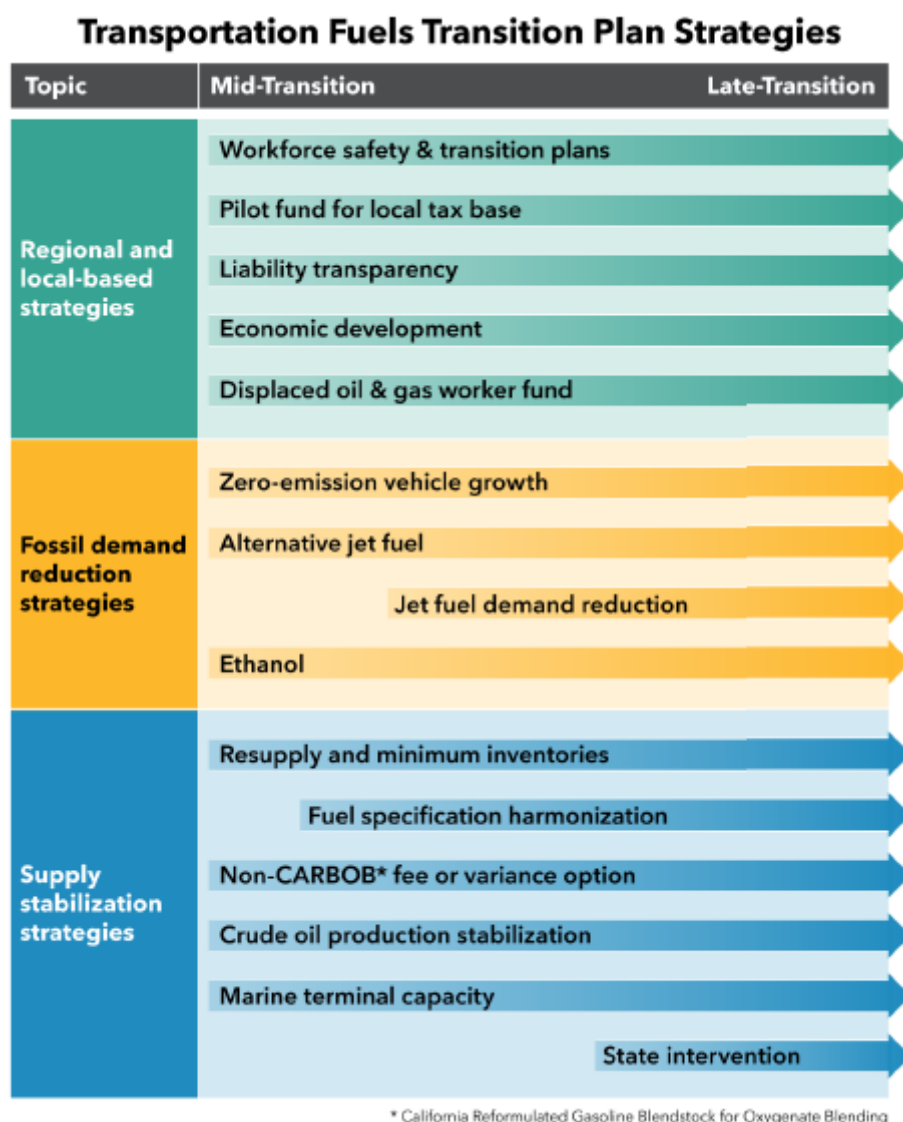 Transportation Fuels Transition Plan Strategies
Topic
Mid-Transition
Late-Transition
Regional and
local-based
strategies
Workforce safety & transition plans
Pilot fund for local tax base
Liability transparency
Economic development
Displaced oil & gas worker fund
Fossil demand
reduction
strategies
Zero-emission vehicle growth
Alternative jet fuel
Jet fuel demand reduction
Ethanol
Supply
stabilization
strategies
Resupply and minimum inventories
Fuel specification harmonization
Non-CARBOB* fee or variance option
Crude oil production stabilization
Marine terminal capacity
State intervention
* California Reformulated Gasoline Blendstock for Oxygenate Blending